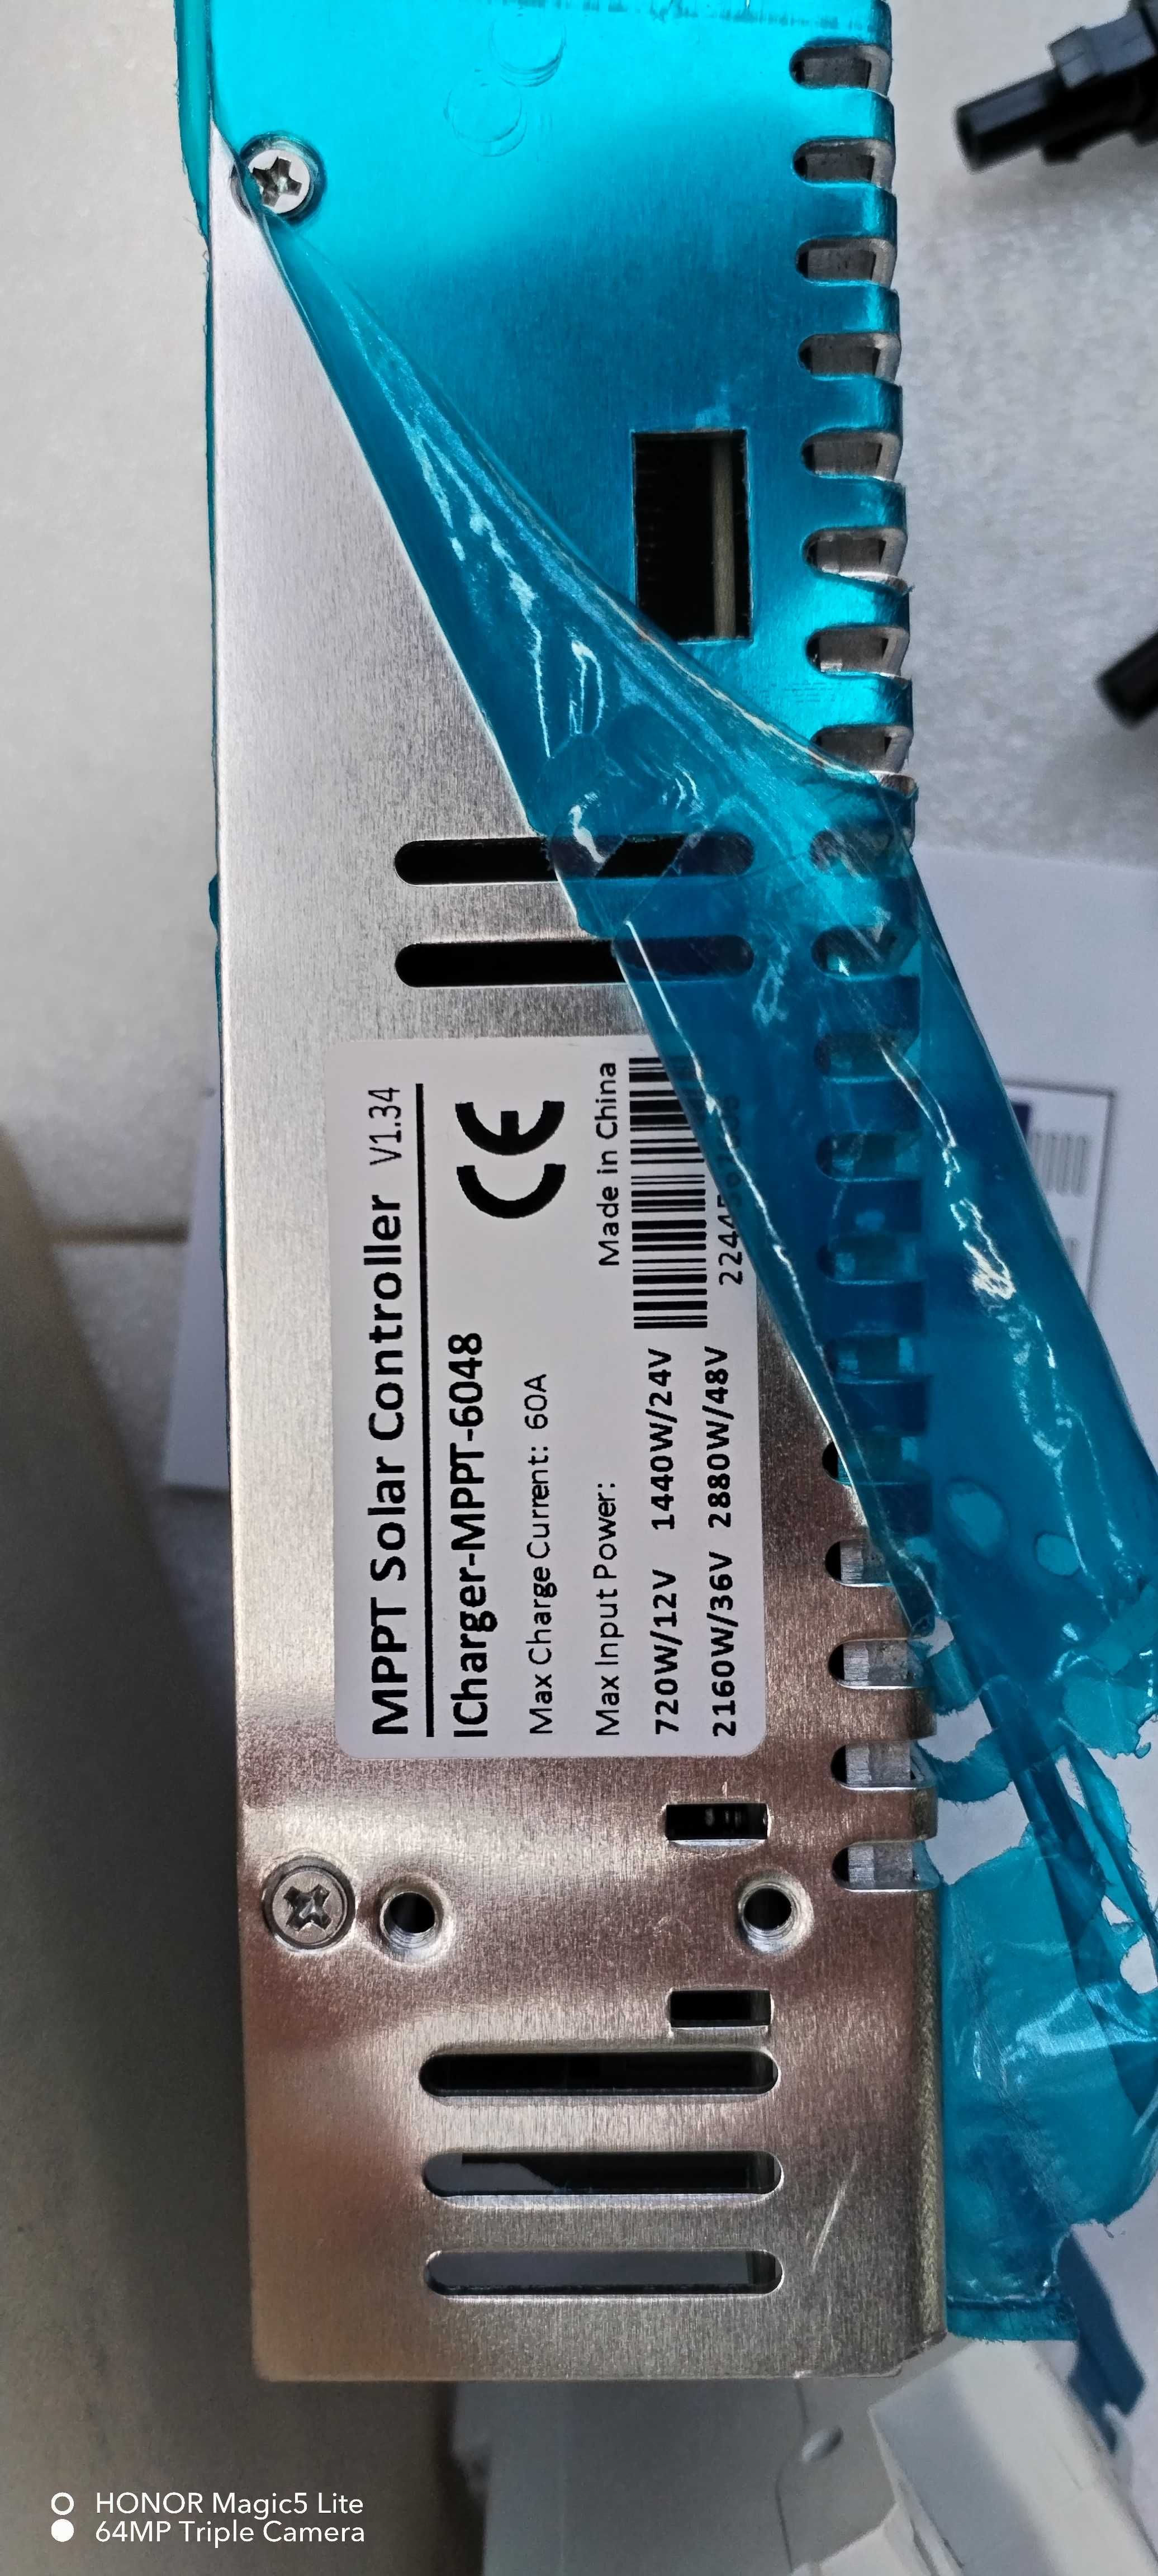 MPPT Solar Controller V1.34
ICharger-MPPT-6048
CE
Max Charge Current: 60A
Max Input Power:
Made in China
720W/12V 1440W/24V
2160W/36V 2880W/48V
HONOR Magic5 Lite
64MP Triple Camera